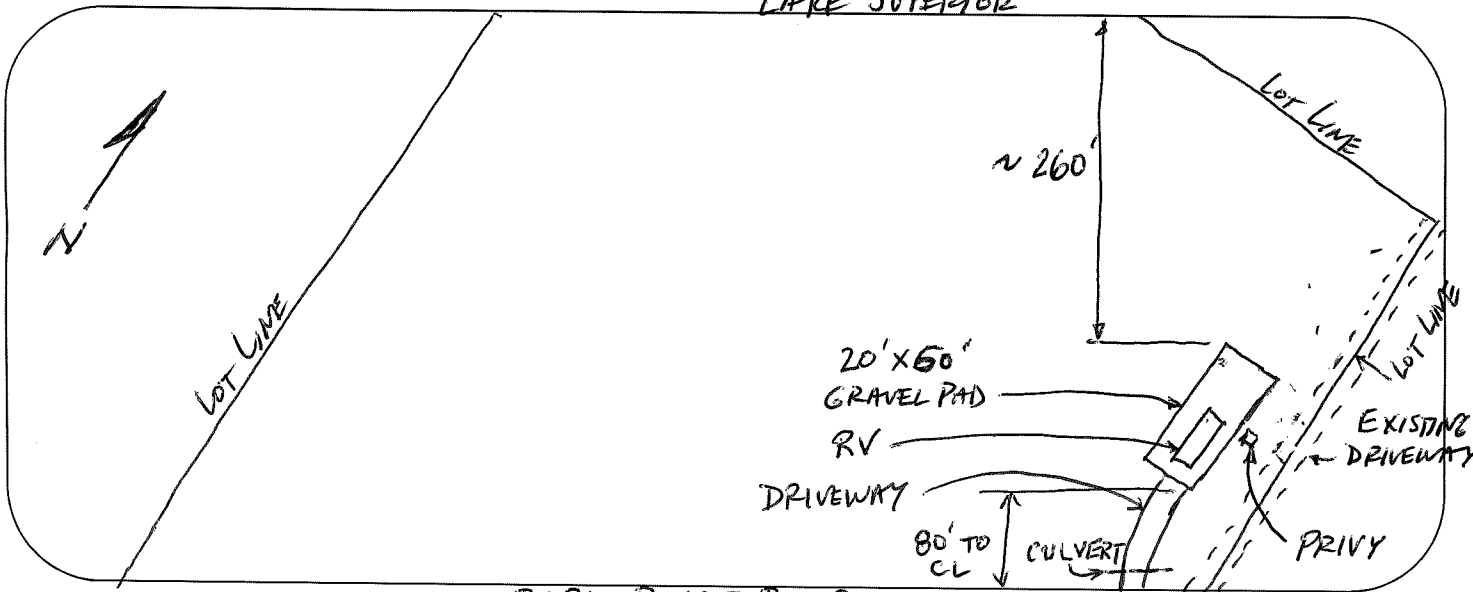 LAKE SUPERIOR
LOT LINE
~ 260'
N
LOT LINE
LOT LINE
20' X 60'
GRAVEL PAD
RV
EXISTING
DRIVEWAY
DRIVEWAY
80' TO
CL
CULVERT
PRIVY